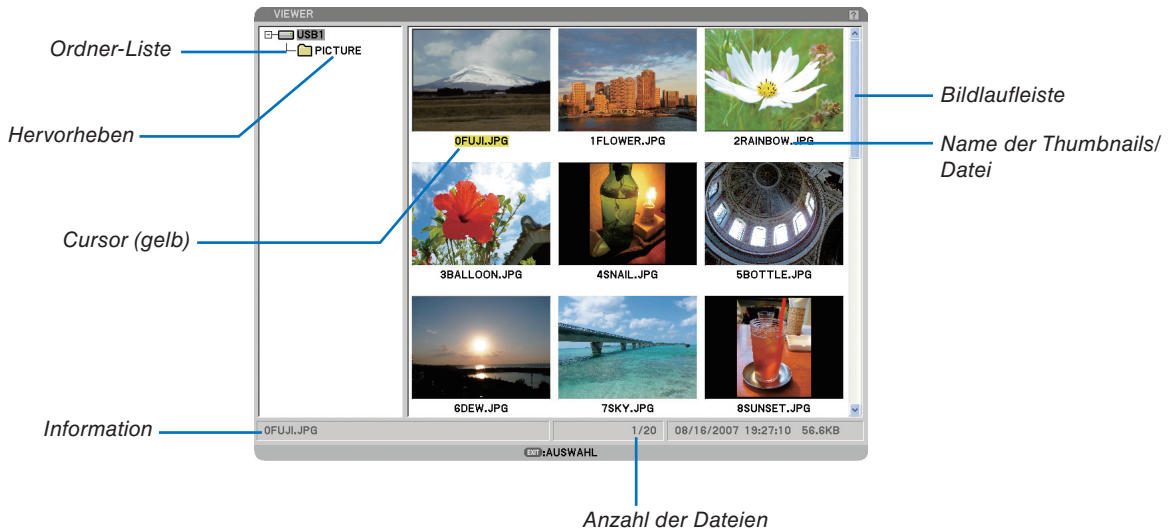 VIEWER
?
USB1
PICTURE
Ordner-Liste
Hervorheben
Cursor (gelb)
Information
0FUJI.JPG
1FLOWER.JPG
2RAINBOW.JPG
3BALLOON.JPG
4SNAIL.JPG
5BOTTLE.JPG
6DEW.JPG
7SKY.JPG
8SUNSET.JPG
Bildlaufleiste
Name der Thumbnails/
Datei
0FUJI.JPG
1/20
08/16/2007 19:27:10 56.6KB
EXIT:AUSWAHL
Anzahl der Dateien